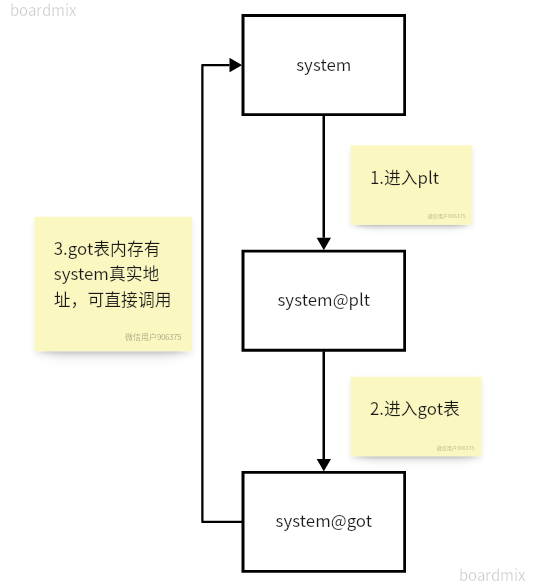 boardmix
system
1.进入plt
微信用户906375
3.got表内存有
system真实地
址，可直接调用
微信用户906375
system@plt
2.进入got表
微信用户906375
system@got
boardmix